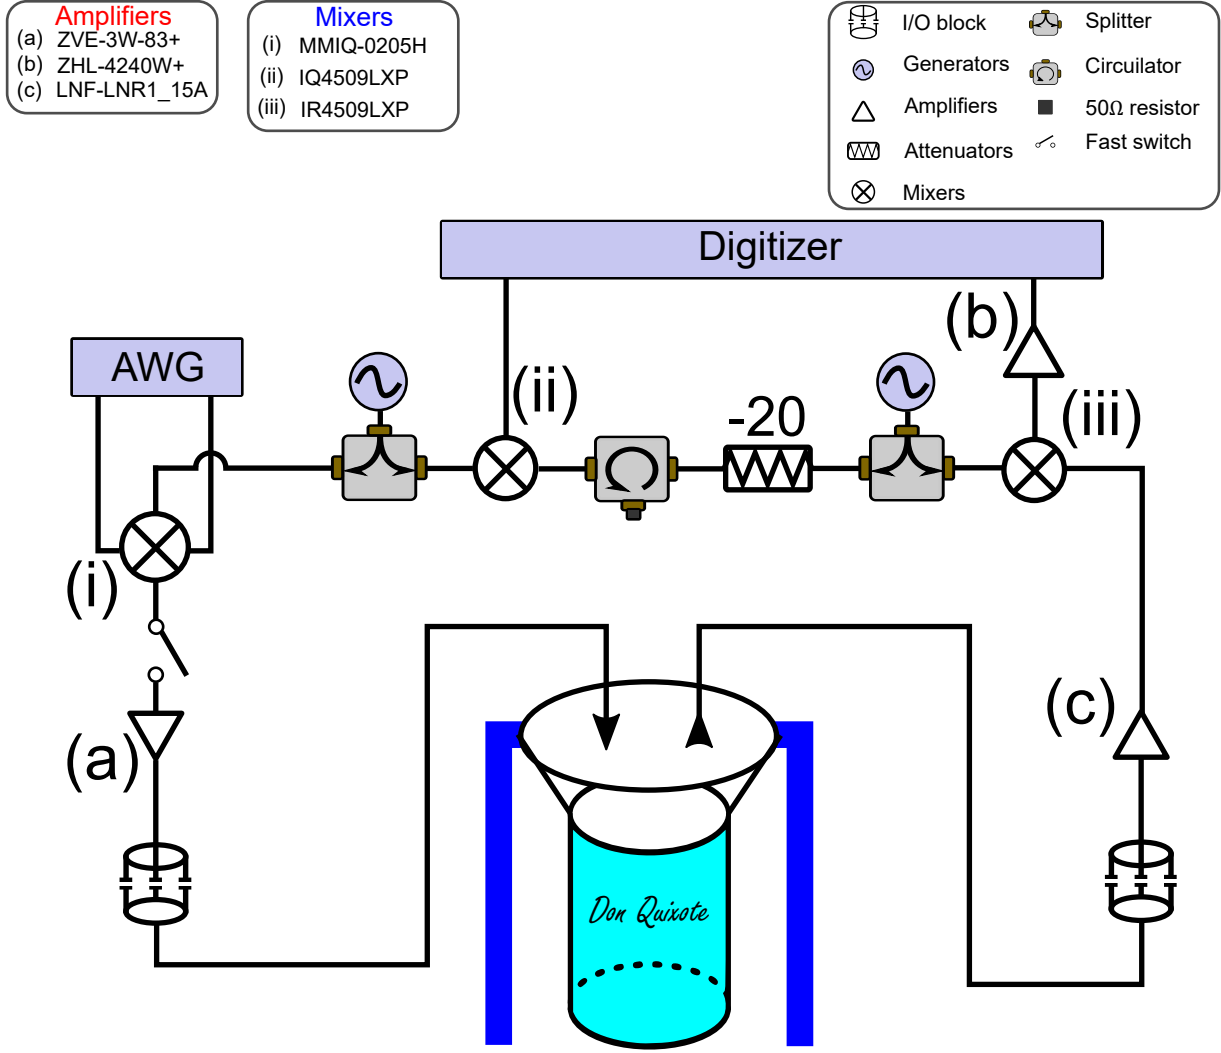 Amplifiers
(a) ZVE-3W-83+
(b) ZHL-4240W+
(c) LNF-LNR1_15A
Mixers
(i) MMIQ-0205H
(ii) IQ4509LXP
(iii) IR4509LXP
I/O block
Splitter
Generators
Circuilator
Amplifiers
50Ω resistor
Attenuators
Fast switch
Mixers
Digitizer
AWG
(b)
(ii)
-20
(iii)
(i)
(a)
(c)
Don Quixote